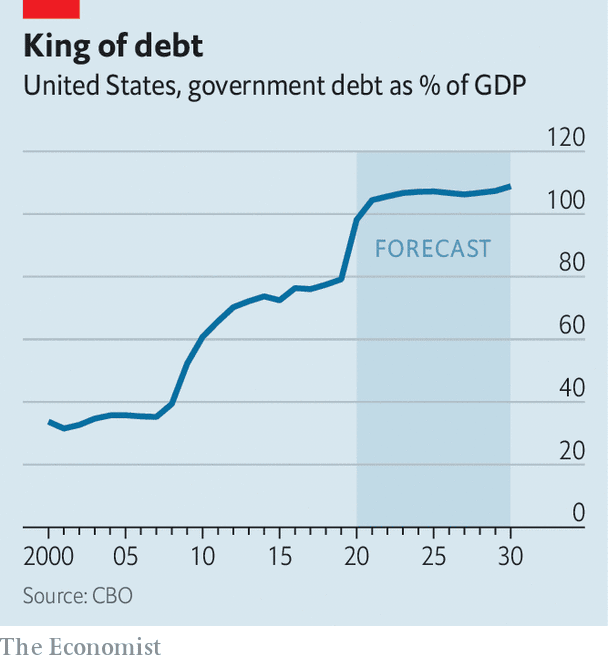 King of debt
United States, government debt as % of GDP
120
100
80
60
40
20
0
FORECAST
2000 05 10 15 20 25 30
Source: CBO
The Economist